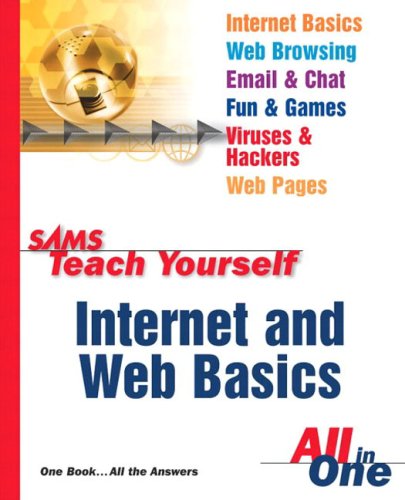 Internet Basics
Web Browsing
Email & Chat
Fun & Games
Viruses &
Hackers
Web Pages
SAMS
Teach Yourself
Internet and
Web Basics
All in
One
One Book... All the Answers